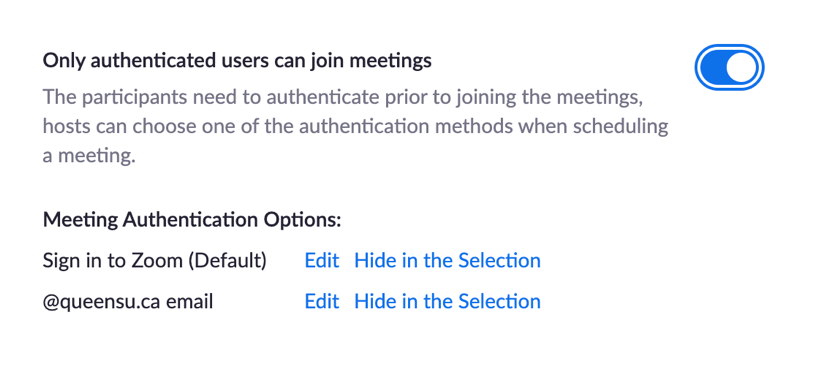 Only authenticated users can join meetings
The participants need to authenticate prior to joining the meetings,
hosts can choose one of the authentication methods when scheduling
a meeting.
Meeting Authentication Options:
Sign in to Zoom (Default) Edit Hide in the Selection
@queensu.ca email Edit Hide in the Selection